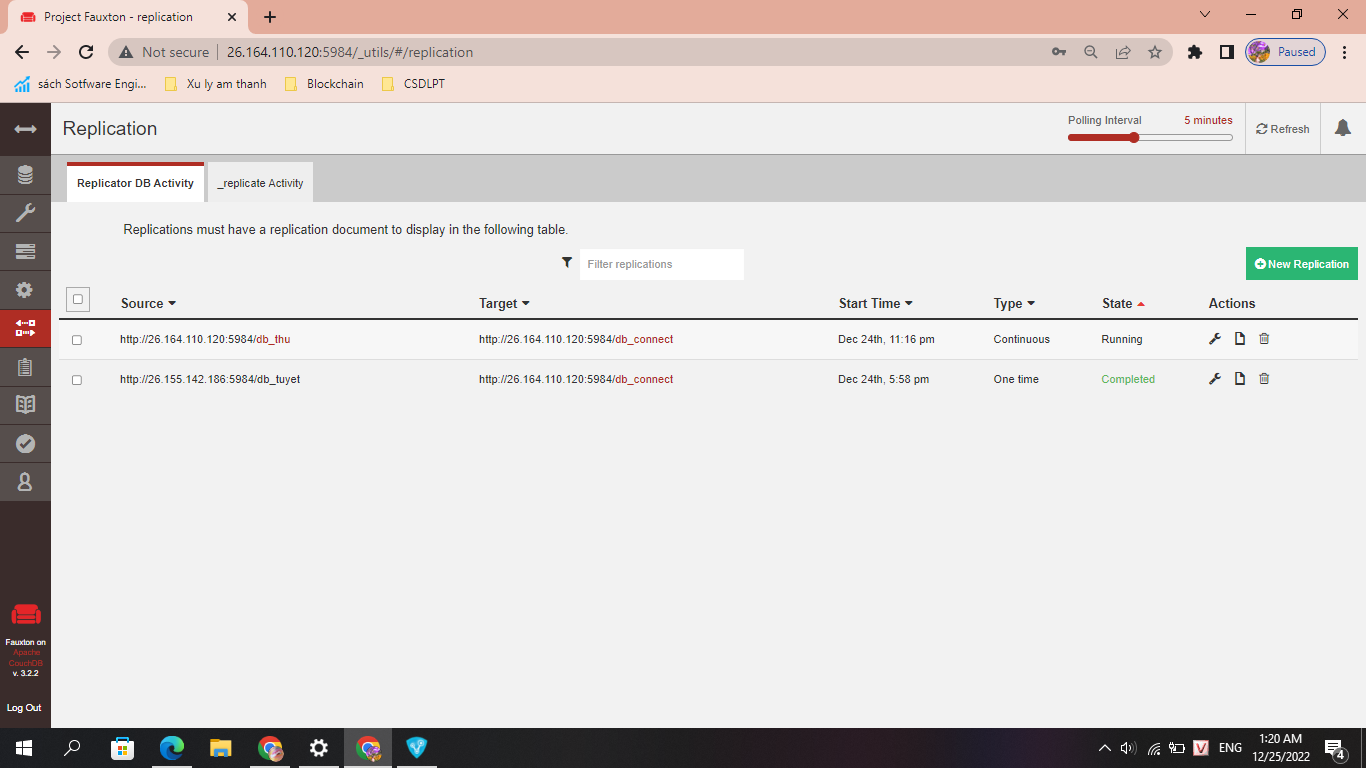 Project Fauxton - replication
Not secure
26.164.110.120:5984/_utils/#/replication
Paused
sách Sotfware Engi...
Xu ly am thanh
Blockchain
CSDLPT
Replication
Polling Interval
5 minutes
Refresh
Replicator DB Activity
_replicate Activity
Replications must have a replication document to display in the following table.
Filter replications
New Replication
Source
Target
Start Time
Type
State
Actions
http://26.164.110.120:5984/db_thu
http://26.164.110.120:5984/db_connect
Dec 24th, 11:16 pm
Continuous
Running
http://26.155.142.186:5984/db_tuyet
http://26.164.110.120:5984/db_connect
Dec 24th, 5:58 pm
One time
Completed
Fauxton on
Apache
CouchDB
v. 3.2.2
Log Out
V
ENG
1:20 AM
12/25/2022
4